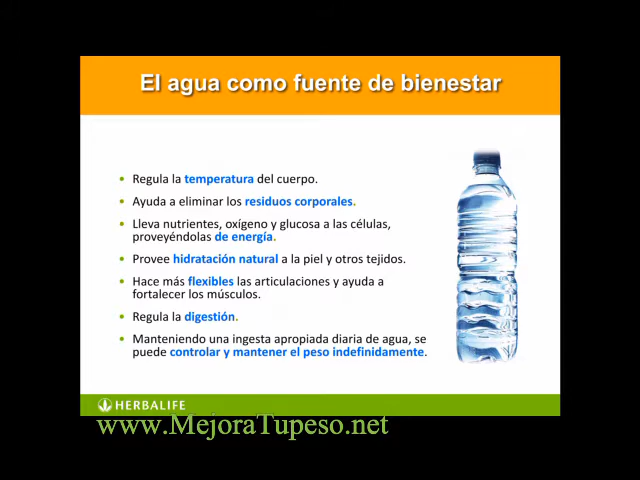 El agua como fuente de bienestar
• Regula la temperatura del cuerpo.
• Ayuda a eliminar los residuos corporales.
• Lleva nutrientes, oxígeno y glucosa a las células,
proveyéndolas de energía.
• Provee hidratación natural a la piel y otros tejidos.
• Hace más flexibles las articulaciones y ayuda a
fortalecer los músculos.
• Regula la digestión.
• Manteniendo una ingesta apropiada diaria de agua, se
puede controlar y mantener el peso indefinidamente.
HERBALIFE
www.MejoraTupeso.net